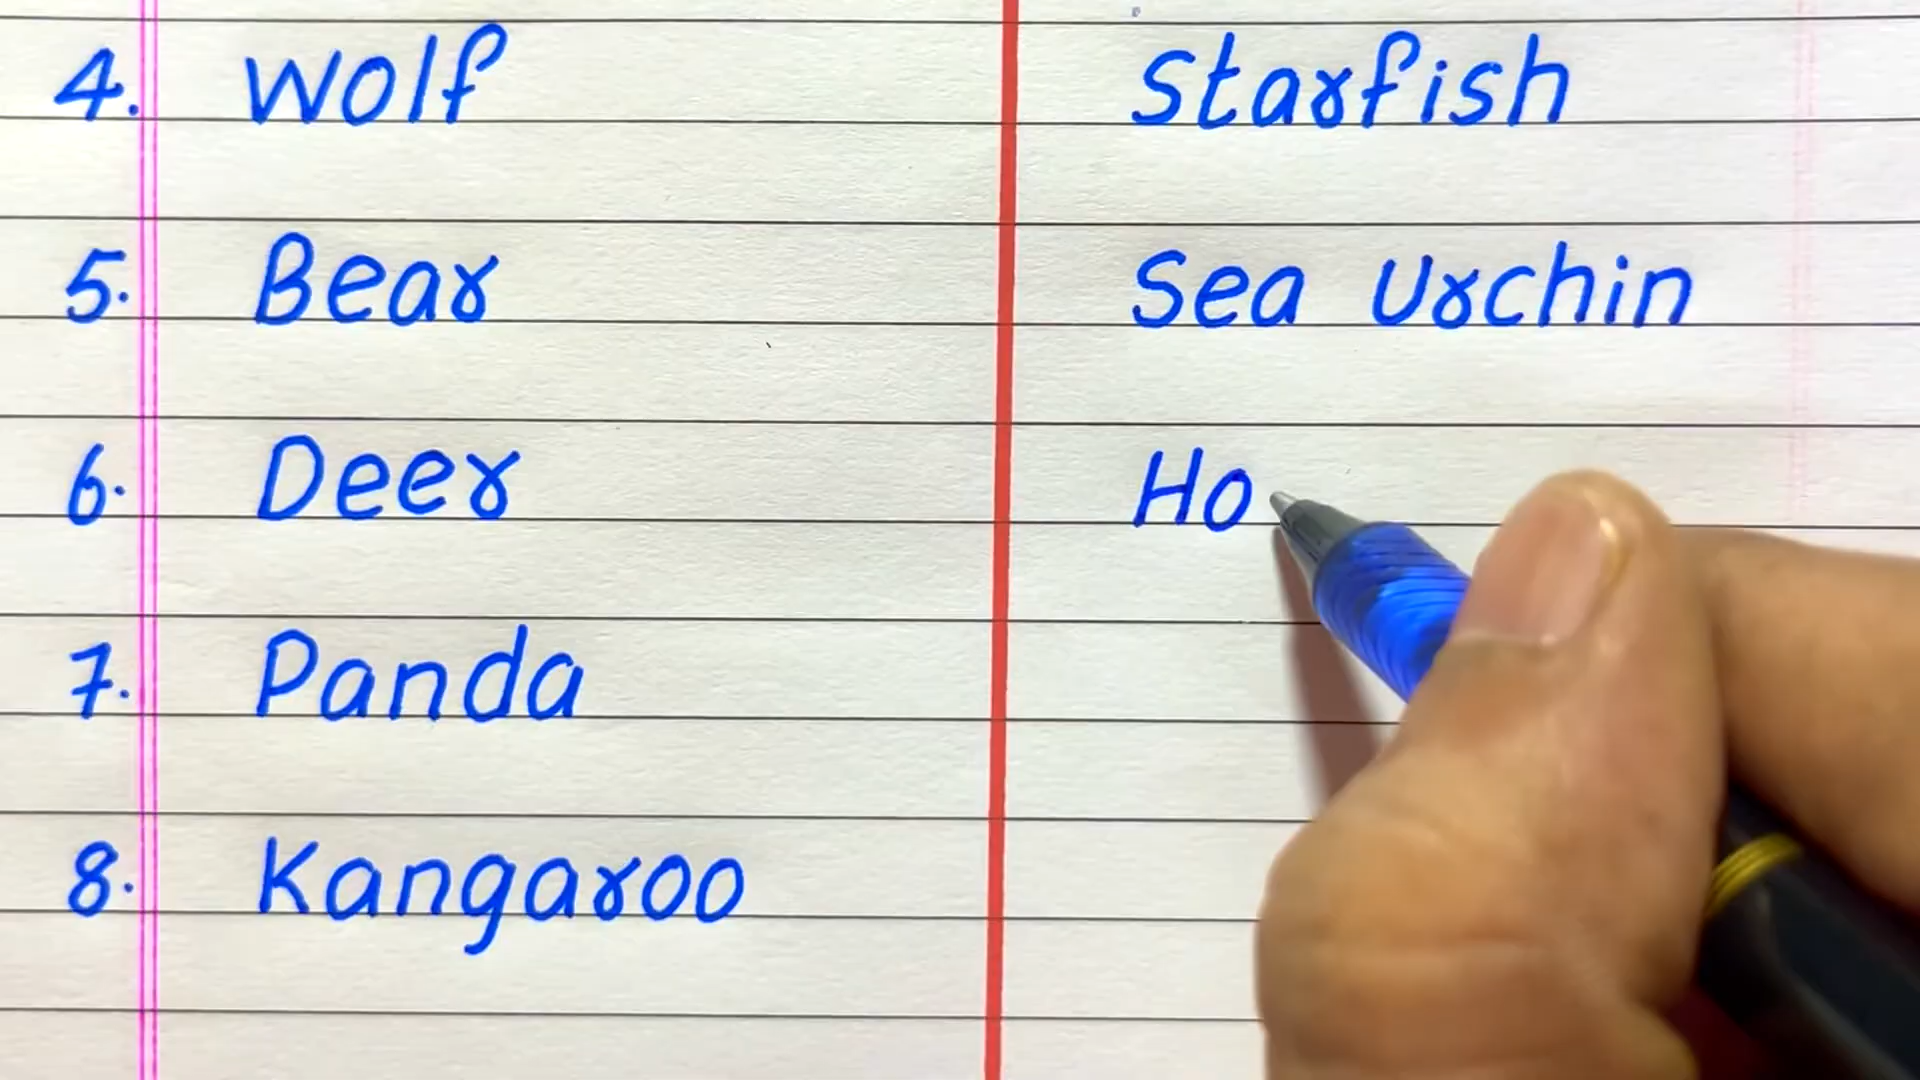 4. Wolf Starfish
5. Bear Sea Urchin
6. Deer Ho
7. Panda
8. Kangaroo